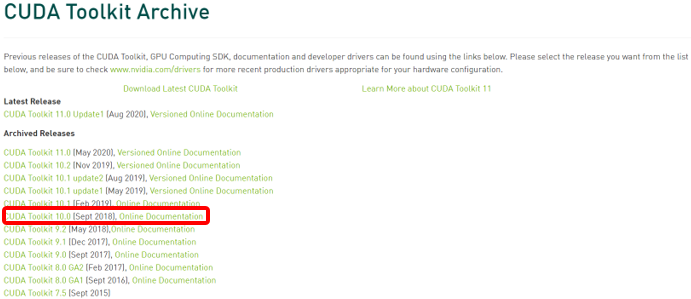 CUDA Toolkit Archive
Previous releases of the CUDA Toolkit, GPU Computing SDK, documentation and developer drivers can be found using the links below. Please select the release you want from the list
below, and be sure to check www.nvidia.com/drivers for more recent production drivers appropriate for your hardware configuration.
Download Latest CUDA Toolkit Learn More about CUDA Toolkit 11
Latest Release
CUDA Toolkit 11.0 Update1 (Aug 2020), Versioned Online Documentation
Archived Releases
CUDA Toolkit 11.0 (May 2020), Versioned Online Documentation
CUDA Toolkit 10.2 (Nov 2019), Versioned Online Documentation
CUDA Toolkit 10.1 update2 (Aug 2019), Versioned Online Documentation
CUDA Toolkit 10.1 update1 (May 2019), Versioned Online Documentation
CUDA Toolkit 10.1 (Feb 2019), Online Documentation
CUDA Toolkit 10.0 (Sept 2018), Online Documentation
CUDA Toolkit 9.2 (May 2018),Online Documentation
CUDA Toolkit 9.1 (Dec 2017), Online Documentation
CUDA Toolkit 9.0 (Sept 2017), Online Documentation
CUDA Toolkit 8.0 GA2 (Feb 2017), Online Documentation
CUDA Toolkit 8.0 GA1 (Sept 2016), Online Documentation
CUDA Toolkit 7.5 (Sept 2015)